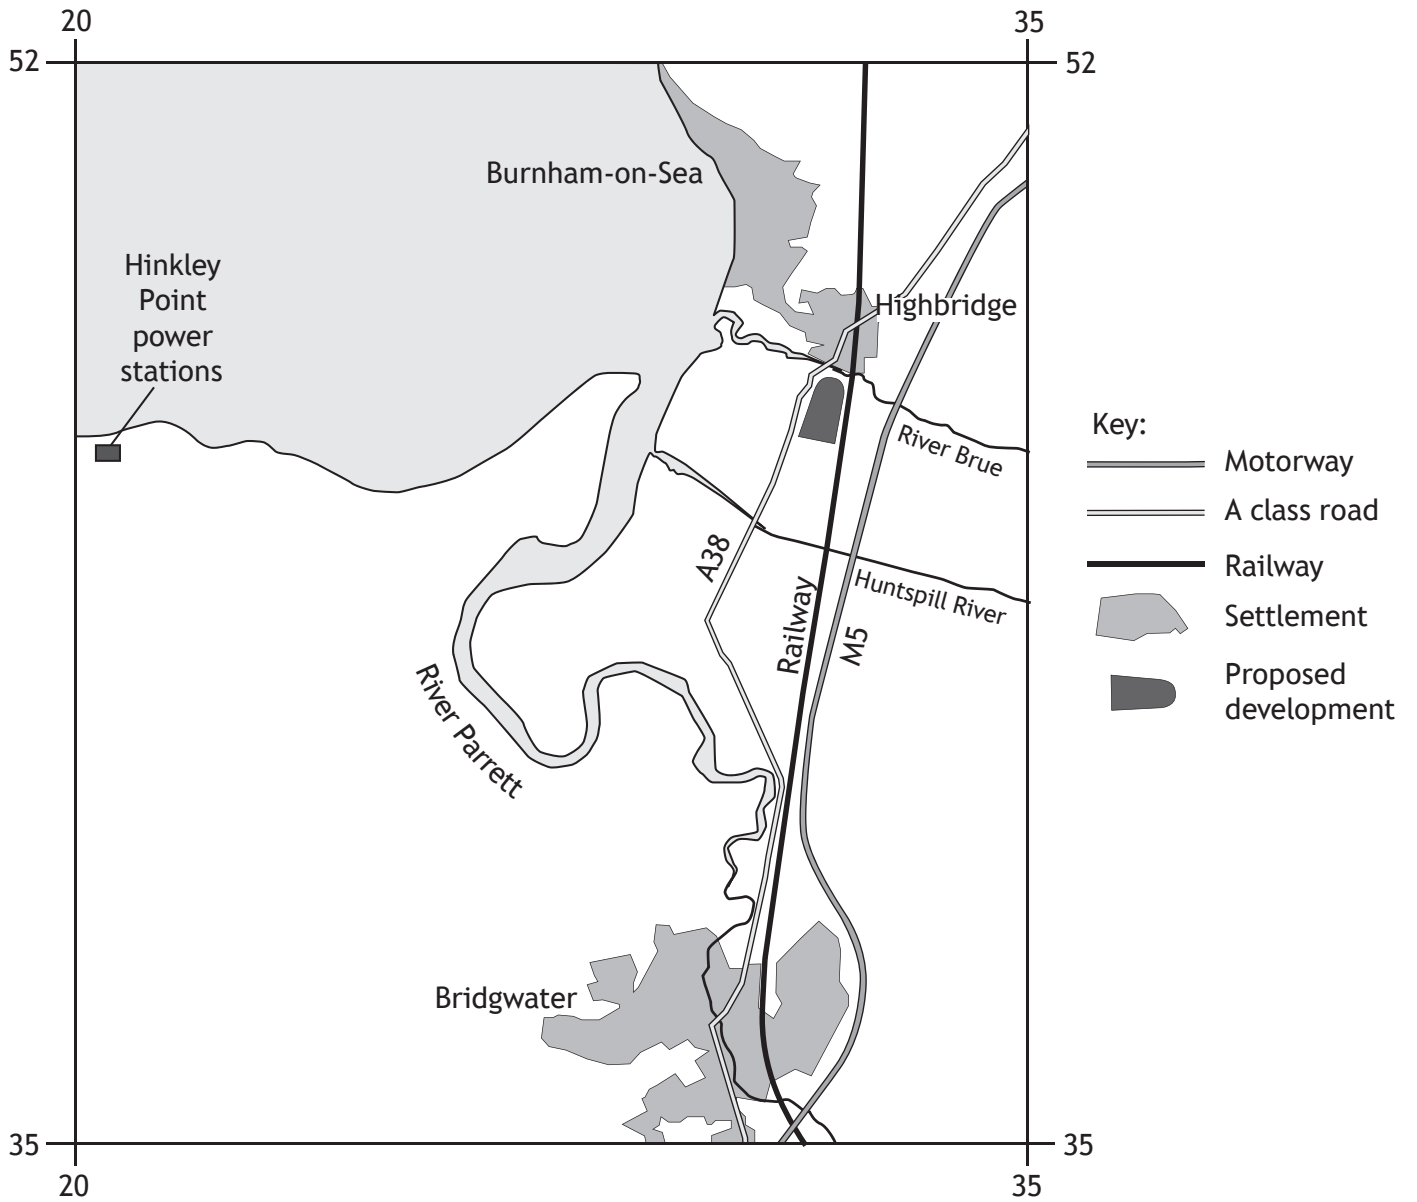 20
35
52
52
Burnham-on-Sea
Hinkley
Point
power
stations
Highbridge
River Brue
A38
Railway
M5
Huntspill River
River Parrett
Bridgwater
Key:
Motorway
A class road
Railway
Settlement
Proposed
development
35
35
20
35